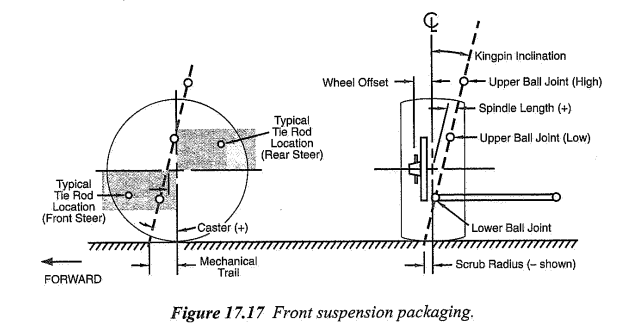 ℄
Kingpin Inclination
Wheel Offset
Upper Ball Joint (High)
Spindle Length (+)
Typical
Tie Rod
Location
(Rear Steer)
Upper Ball Joint (Low)
Typical
Tie Rod
Location
(Front Steer)
Caster (+)
Lower Ball Joint
Mechanical
Trail
Scrub Radius (– shown)
FORWARD
Figure 17.17 Front suspension packaging.